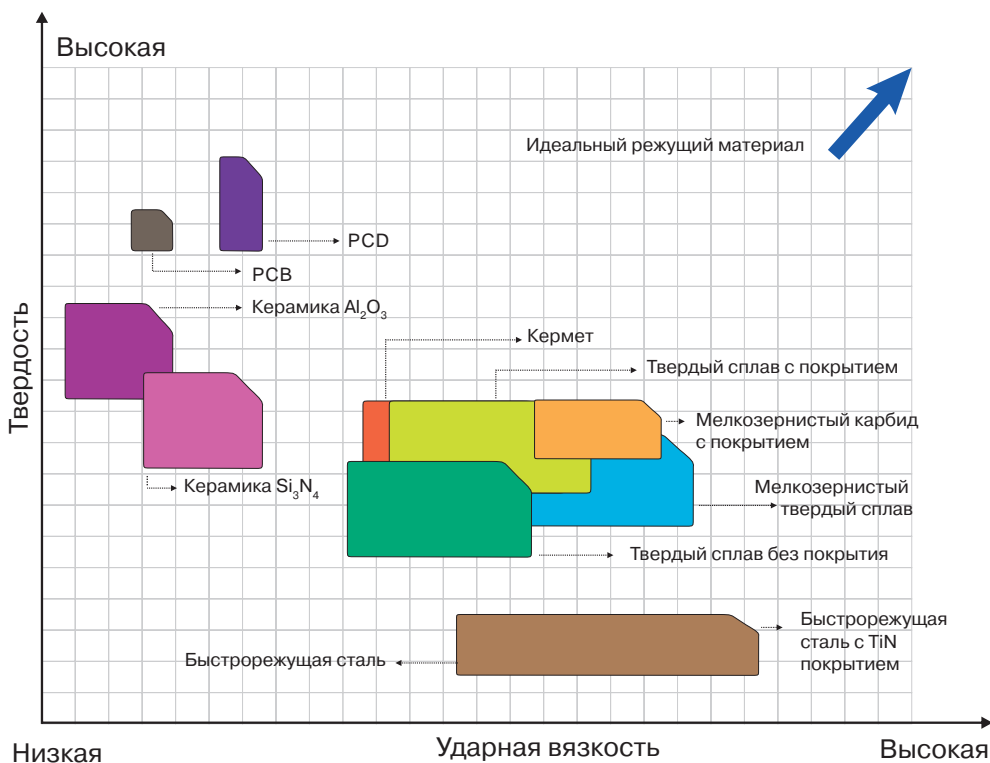 Высокая
Идеальный режущий материал
PCD
PCB
Керамика Al₂O₃
Твердость
Кермет
Твердый сплав с покрытием
Мелкозернистый карбид
с покрытием
Керамика Si₃N₄
Мелкозернистый
твердый сплав
Твердый сплав без покрытия
Быстрорежущая
сталь с TiN
покрытием
Быстрорежущая сталь
Низкая
Ударная вязкость
Высокая